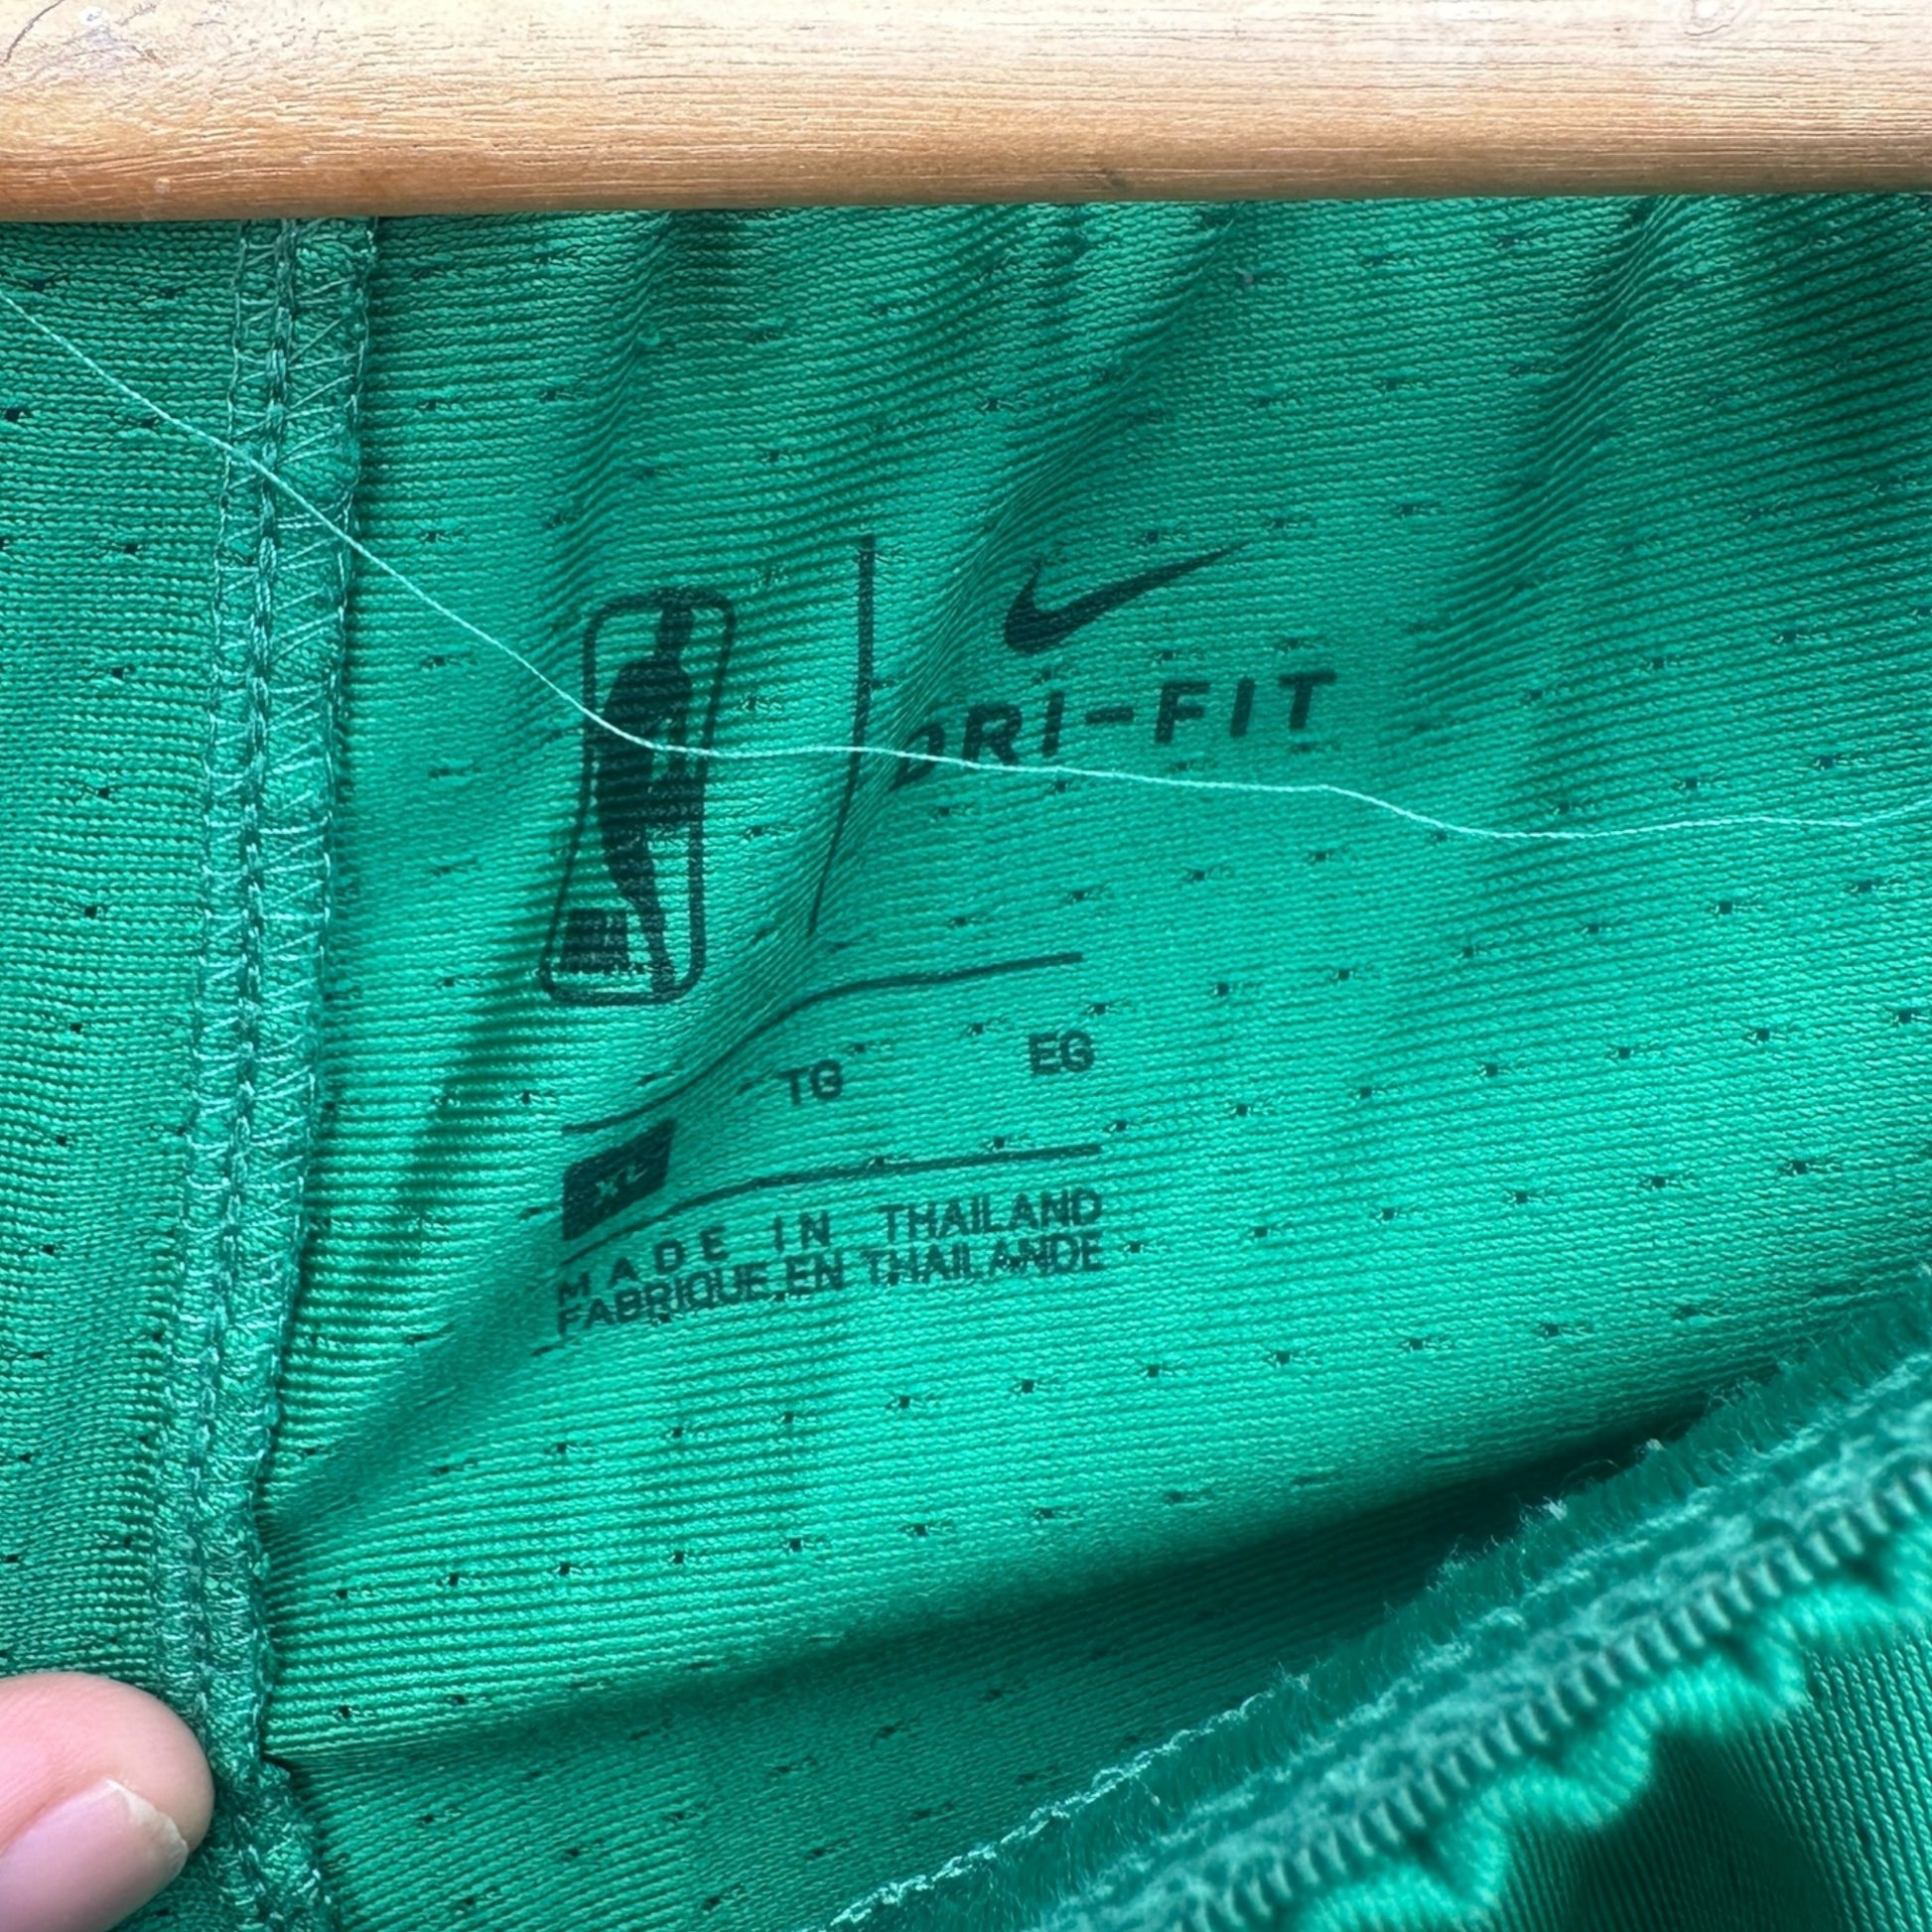 DRI-FIT
XL TG EG
MADE IN THAILAND
FABRIQUE EN THAILANDE